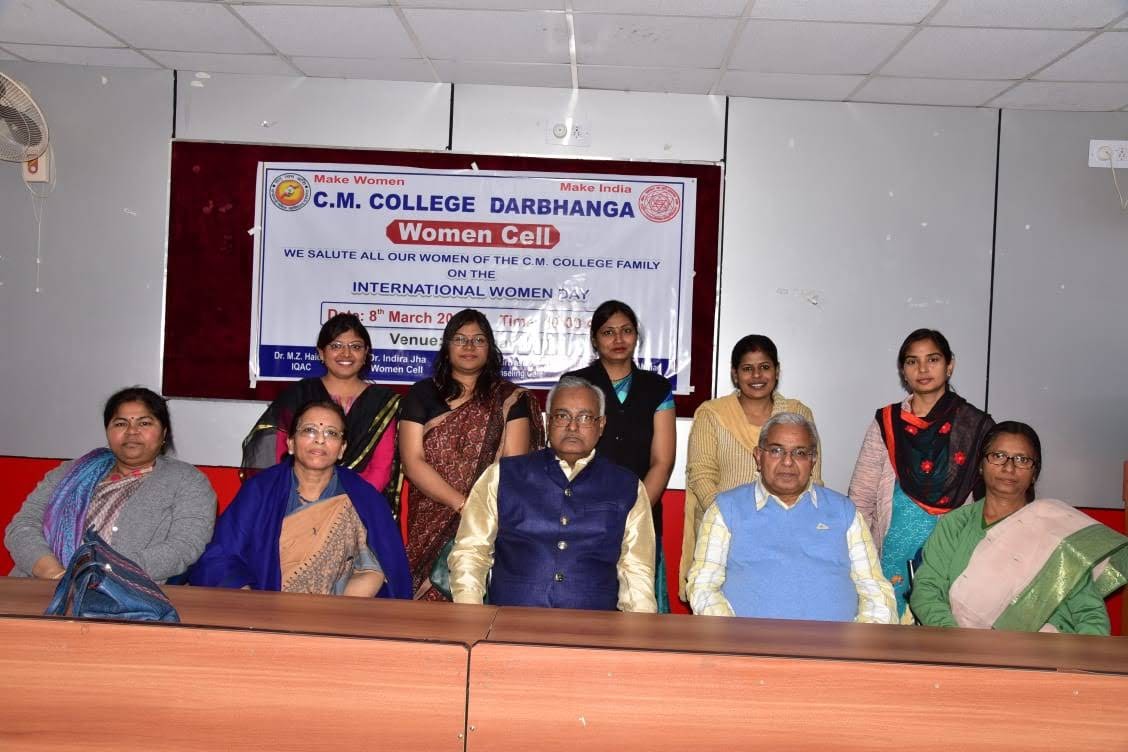 Make Women Make India
C.M. COLLEGE DARBHANGA
Women Cell
WE SALUTE ALL OUR WOMEN OF THE C.M. COLLEGE FAMILY
ON THE
INTERNATIONAL WOMEN DAY
Date: 8th March Time:
Venue:
Dr. M.Z. Dr. Indira Jha
IQAC Women Cell